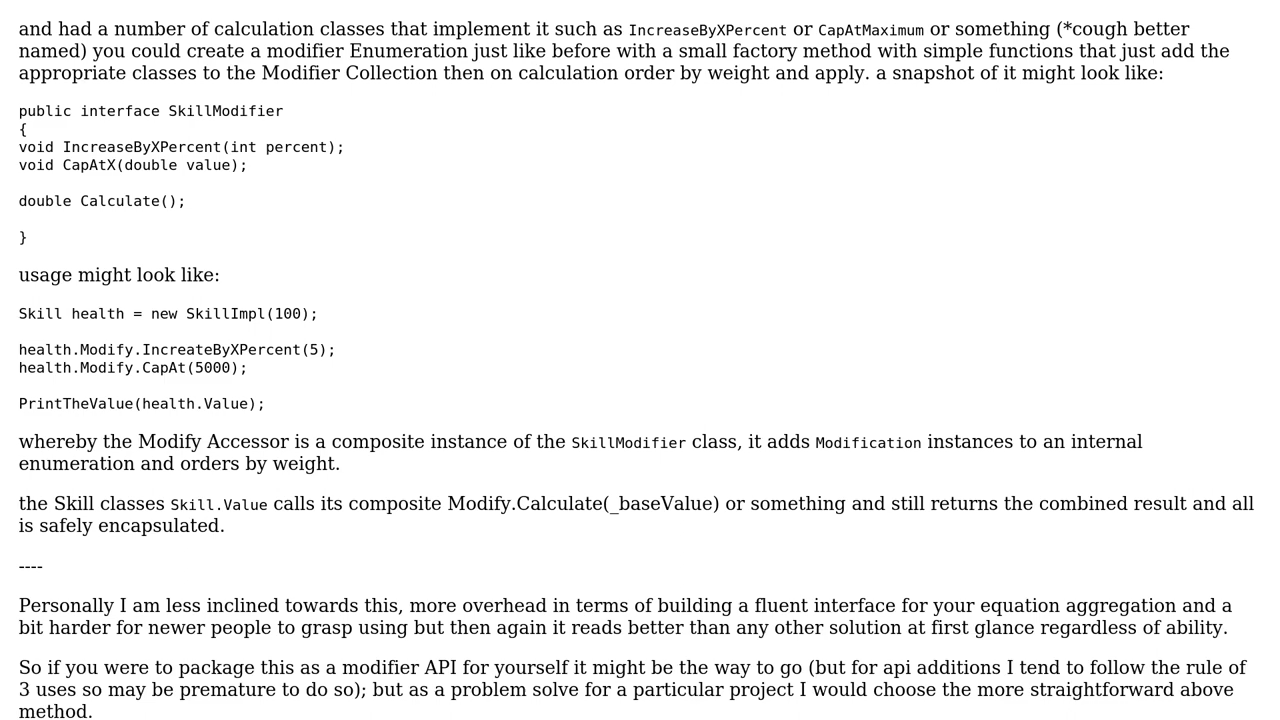 and had a number of calculation classes that implement it such as IncreaseByXPercent or CapAtMaximum or something (*cough better
named) you could create a modifier Enumeration just like before with a small factory method with simple functions that just add the
appropriate classes to the Modifier Collection then on calculation order by weight and apply. a snapshot of it might look like:
public interface SkillModifier
{
void IncreaseByXPercent(int percent);
void CapAtX(double value);
double Calculate();
}
usage might look like:
Skill health = new SkillImpl(100);
health.Modify.IncreateByXPercent(5);
health.Modify.CapAt(5000);
PrintTheValue(health.Value);
whereby the Modify Accessor is a composite instance of the SkillModifier class, it adds Modification instances to an internal
enumeration and orders by weight.
the Skill classes Skill.Value calls its composite Modify.Calculate(_baseValue) or something and still returns the combined result and all
is safely encapsulated.
----
Personally I am less inclined towards this, more overhead in terms of building a fluent interface for your equation aggregation and a
bit harder for newer people to grasp using but then again it reads better than any other solution at first glance regardless of ability.
So if you were to package this as a modifier API for yourself it might be the way to go (but for api additions I tend to follow the rule of
3 uses so may be premature to do so); but as a problem solve for a particular project I would choose the more straightforward above
method.